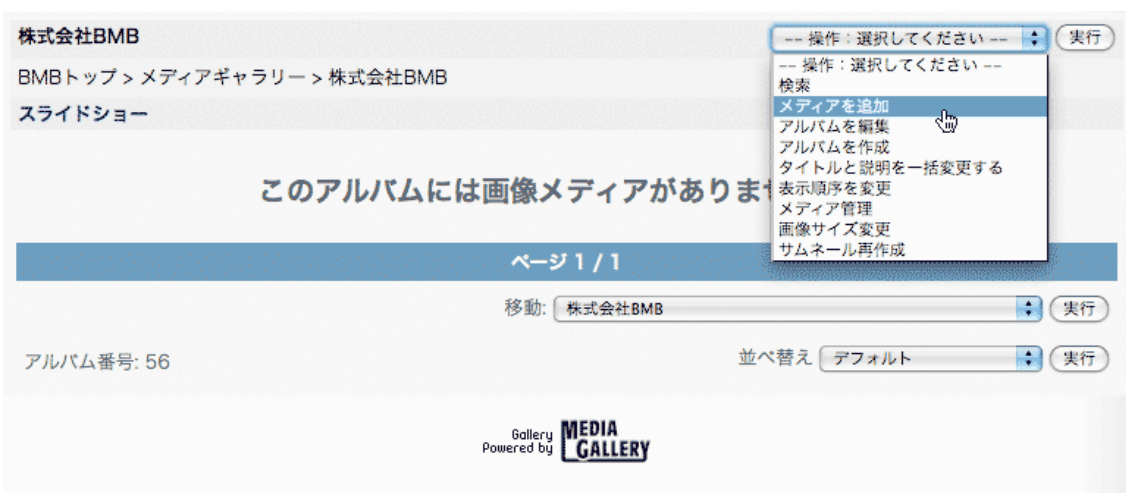 株式会社BMB
-- 操作：選択してください --
実行
BMBトップ > メディアギャラリー > 株式会社BMB
スライドショー
-- 操作：選択してください --
検索
メディアを追加
アルバムを編集
アルバムを作成
タイトルと説明を一括変更する
表示順序を変更
メディア管理
画像サイズ変更
サムネール再作成
このアルバムには画像メディアがありま
ページ 1 / 1
移動: 株式会社BMB 実行
アルバム番号: 56
並べ替え デフォルト 実行
Gallery
Powered by
MEDIA
GALLERY